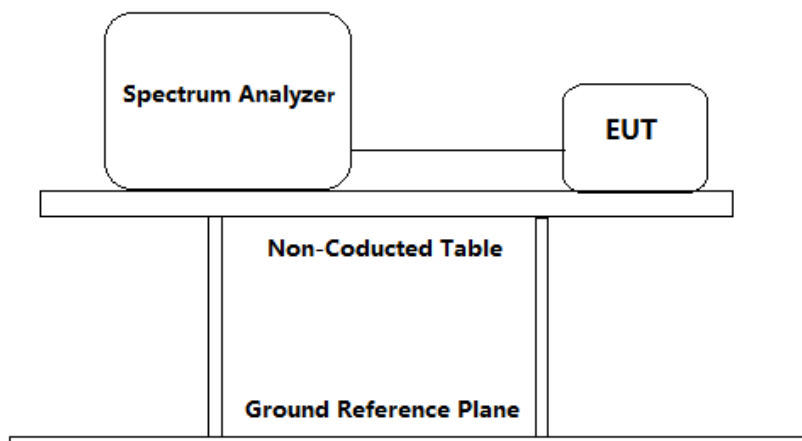 Spectrum Analyzer
EUT
Non-Coducted Table
Ground Reference Plane